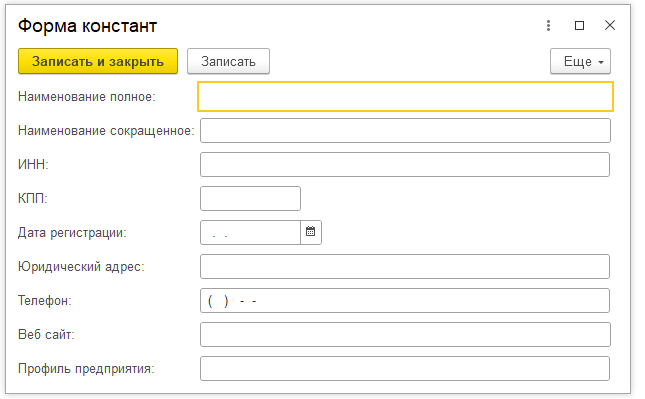 Форма констант
Записать и закрыть Записать Еще
Наименование полное:
Наименование сокращенное:
ИНН:
КПП:
Дата регистрации: . .
Юридический адрес:
Телефон: ( ) - -
Веб сайт:
Профиль предприятия: